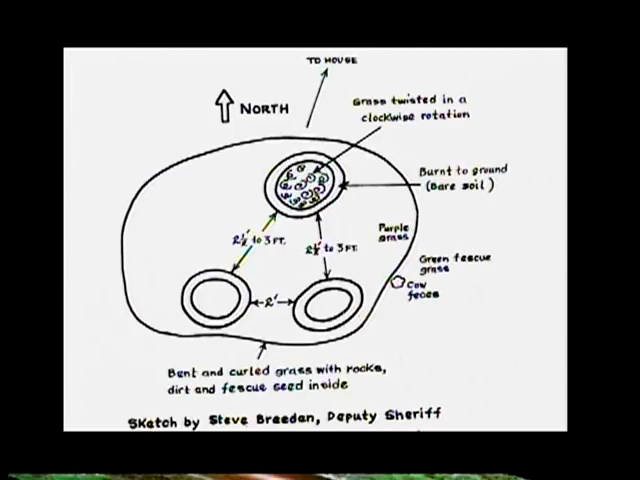 TO HOUSE
NORTH
Grass twisted in a
clockwise rotation
Burnt to ground
(Bare soil)
2½' to 3 FT.
2½' to 3 FT.
Purple
grass
Green fescue
grass
Cow
feces
2'
Bent and curled grass with rocks,
dirt and fescue seed inside
Sketch by Steve Breedan, Deputy Sheriff